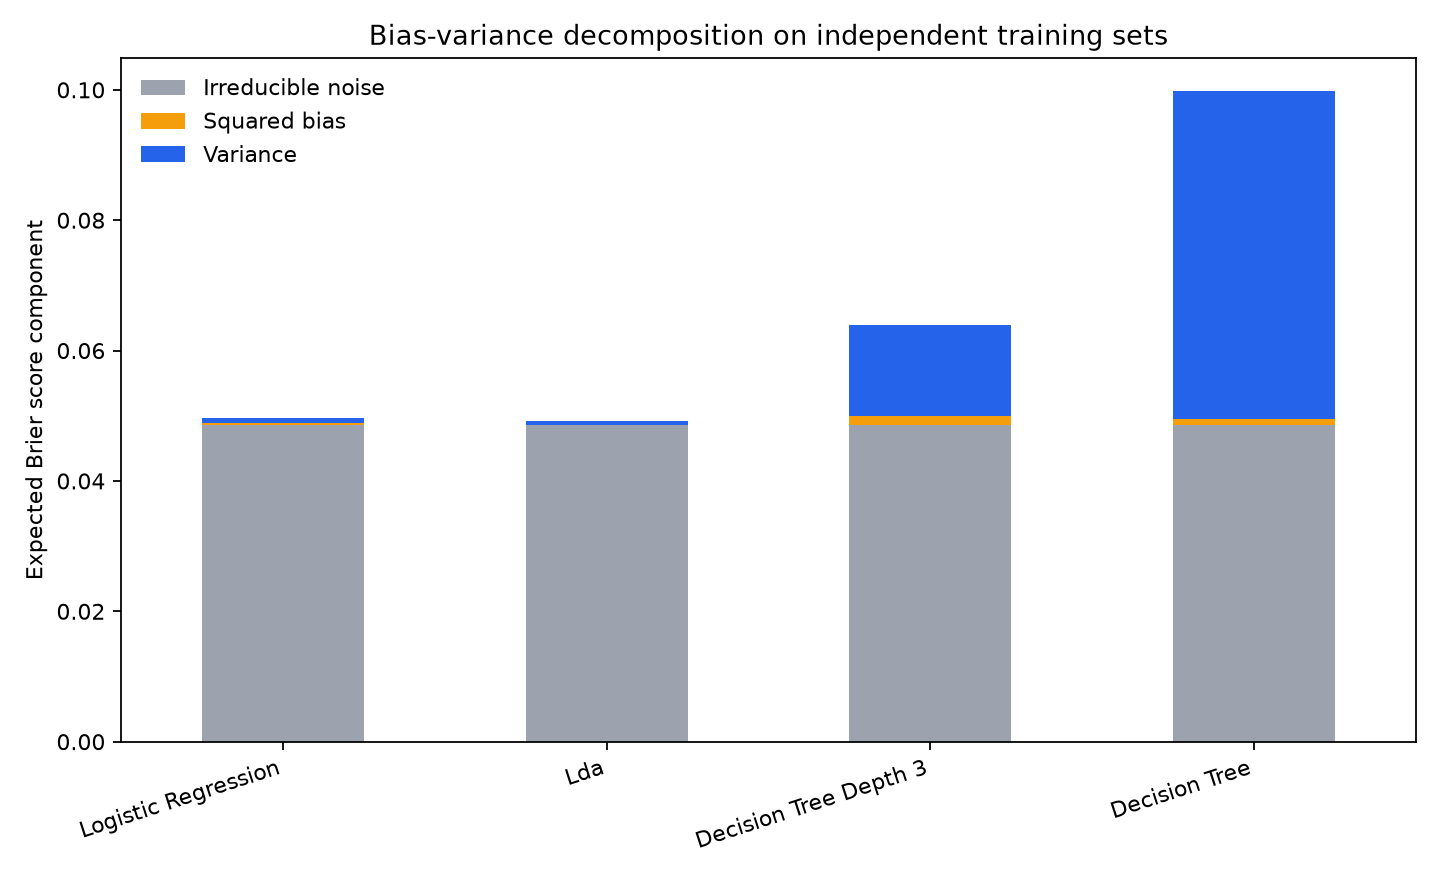 Bias-variance decomposition on independent training sets
Irreducible noise
Squared bias
Variance
Expected Brier score component
0.10
0.08
0.06
0.04
0.02
0.00
Logistic Regression
Lda
Decision Tree Depth 3
Decision Tree